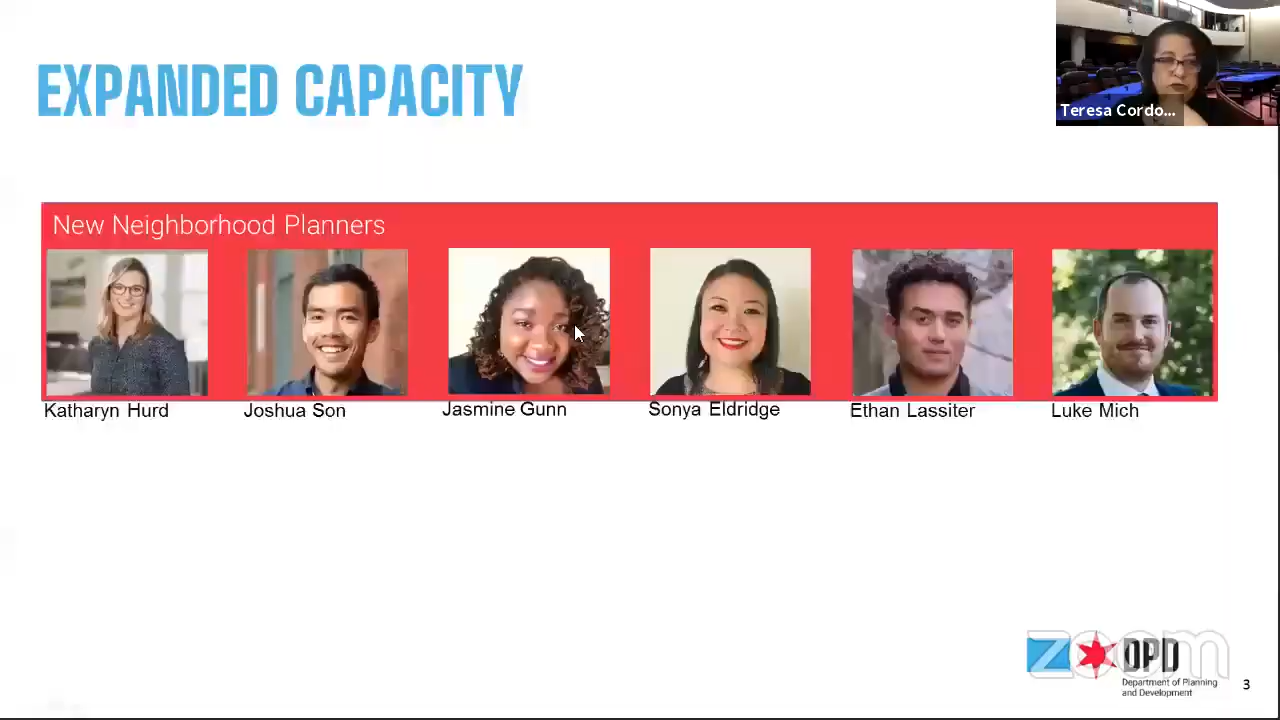 EXPANDED CAPACITY
Teresa Cordo...
New Neighborhood Planners
Katharyn Hurd
Joshua Son
Jasmine Gunn
Sonya Eldridge
Ethan Lassiter
Luke Mich
zoom
DPD
Department of Planning
and Development
3